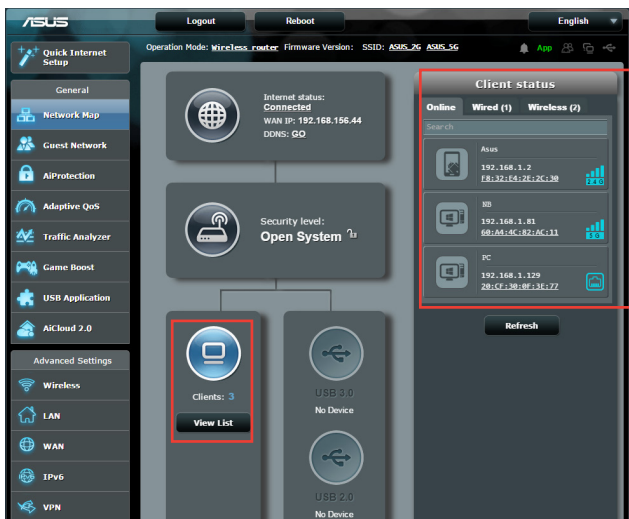 ASUS
Logout
Reboot
English
Quick Internet
Setup
Operation Mode: Wireless router Firmware Version: SSID: ASUS_2G ASUS_5G
App
General
Network Map
Guest Network
AiProtection
Adaptive QoS
Traffic Analyzer
Game Boost
USB Application
AiCloud 2.0
Advanced Settings
Wireless
LAN
WAN
IPv6
VPN
Internet status:
Connected
WAN IP: 192.168.156.44
DDNS: GO
Security level:
Open System
Clients: 3
View List
USB 3.0
No Device
USB 2.0
No Device
Client status
Online Wired (1) Wireless (2)
Search
Asus
192.168.1.2
F8:32:E4:2E:2C:30
2.4G
NB
192.168.1.81
60:A4:4C:82:AC:11
5G
PC
192.168.1.129
20:CF:30:0F:3E:77
Refresh